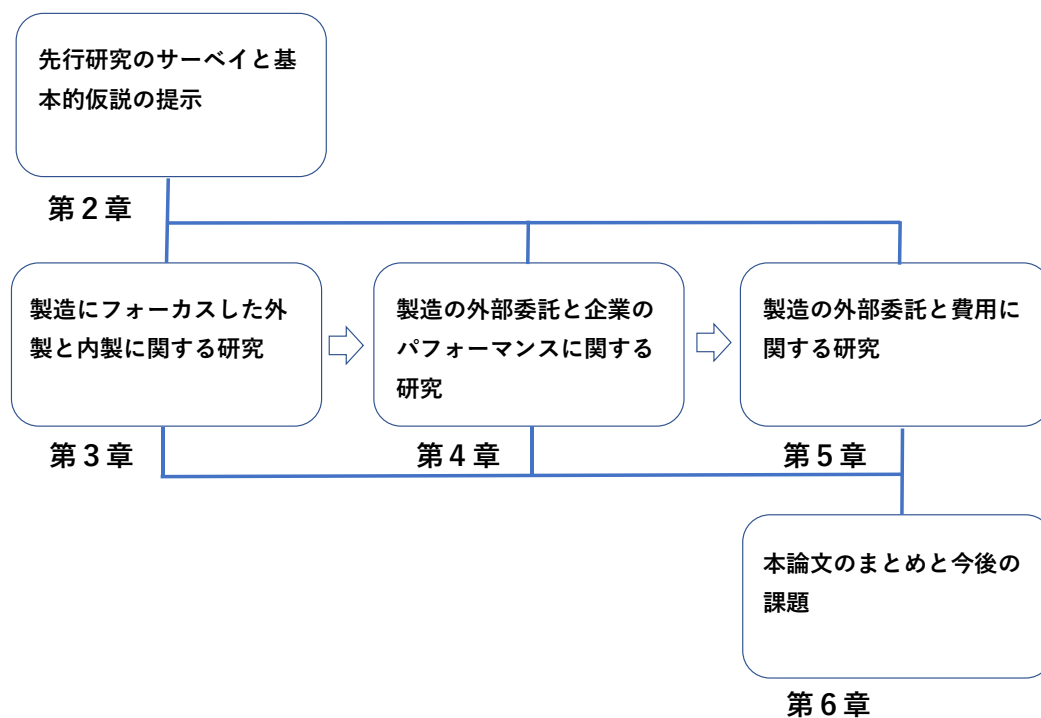 先行研究のサーベイと基
本的仮説の提示
第２章
製造にフォーカスした外
製と内製に関する研究
第３章
製造の外部委託と企業の
パフォーマンスに関する
研究
第４章
製造の外部委託と費用に
関する研究
第５章
本論文のまとめと今後の
課題
第６章